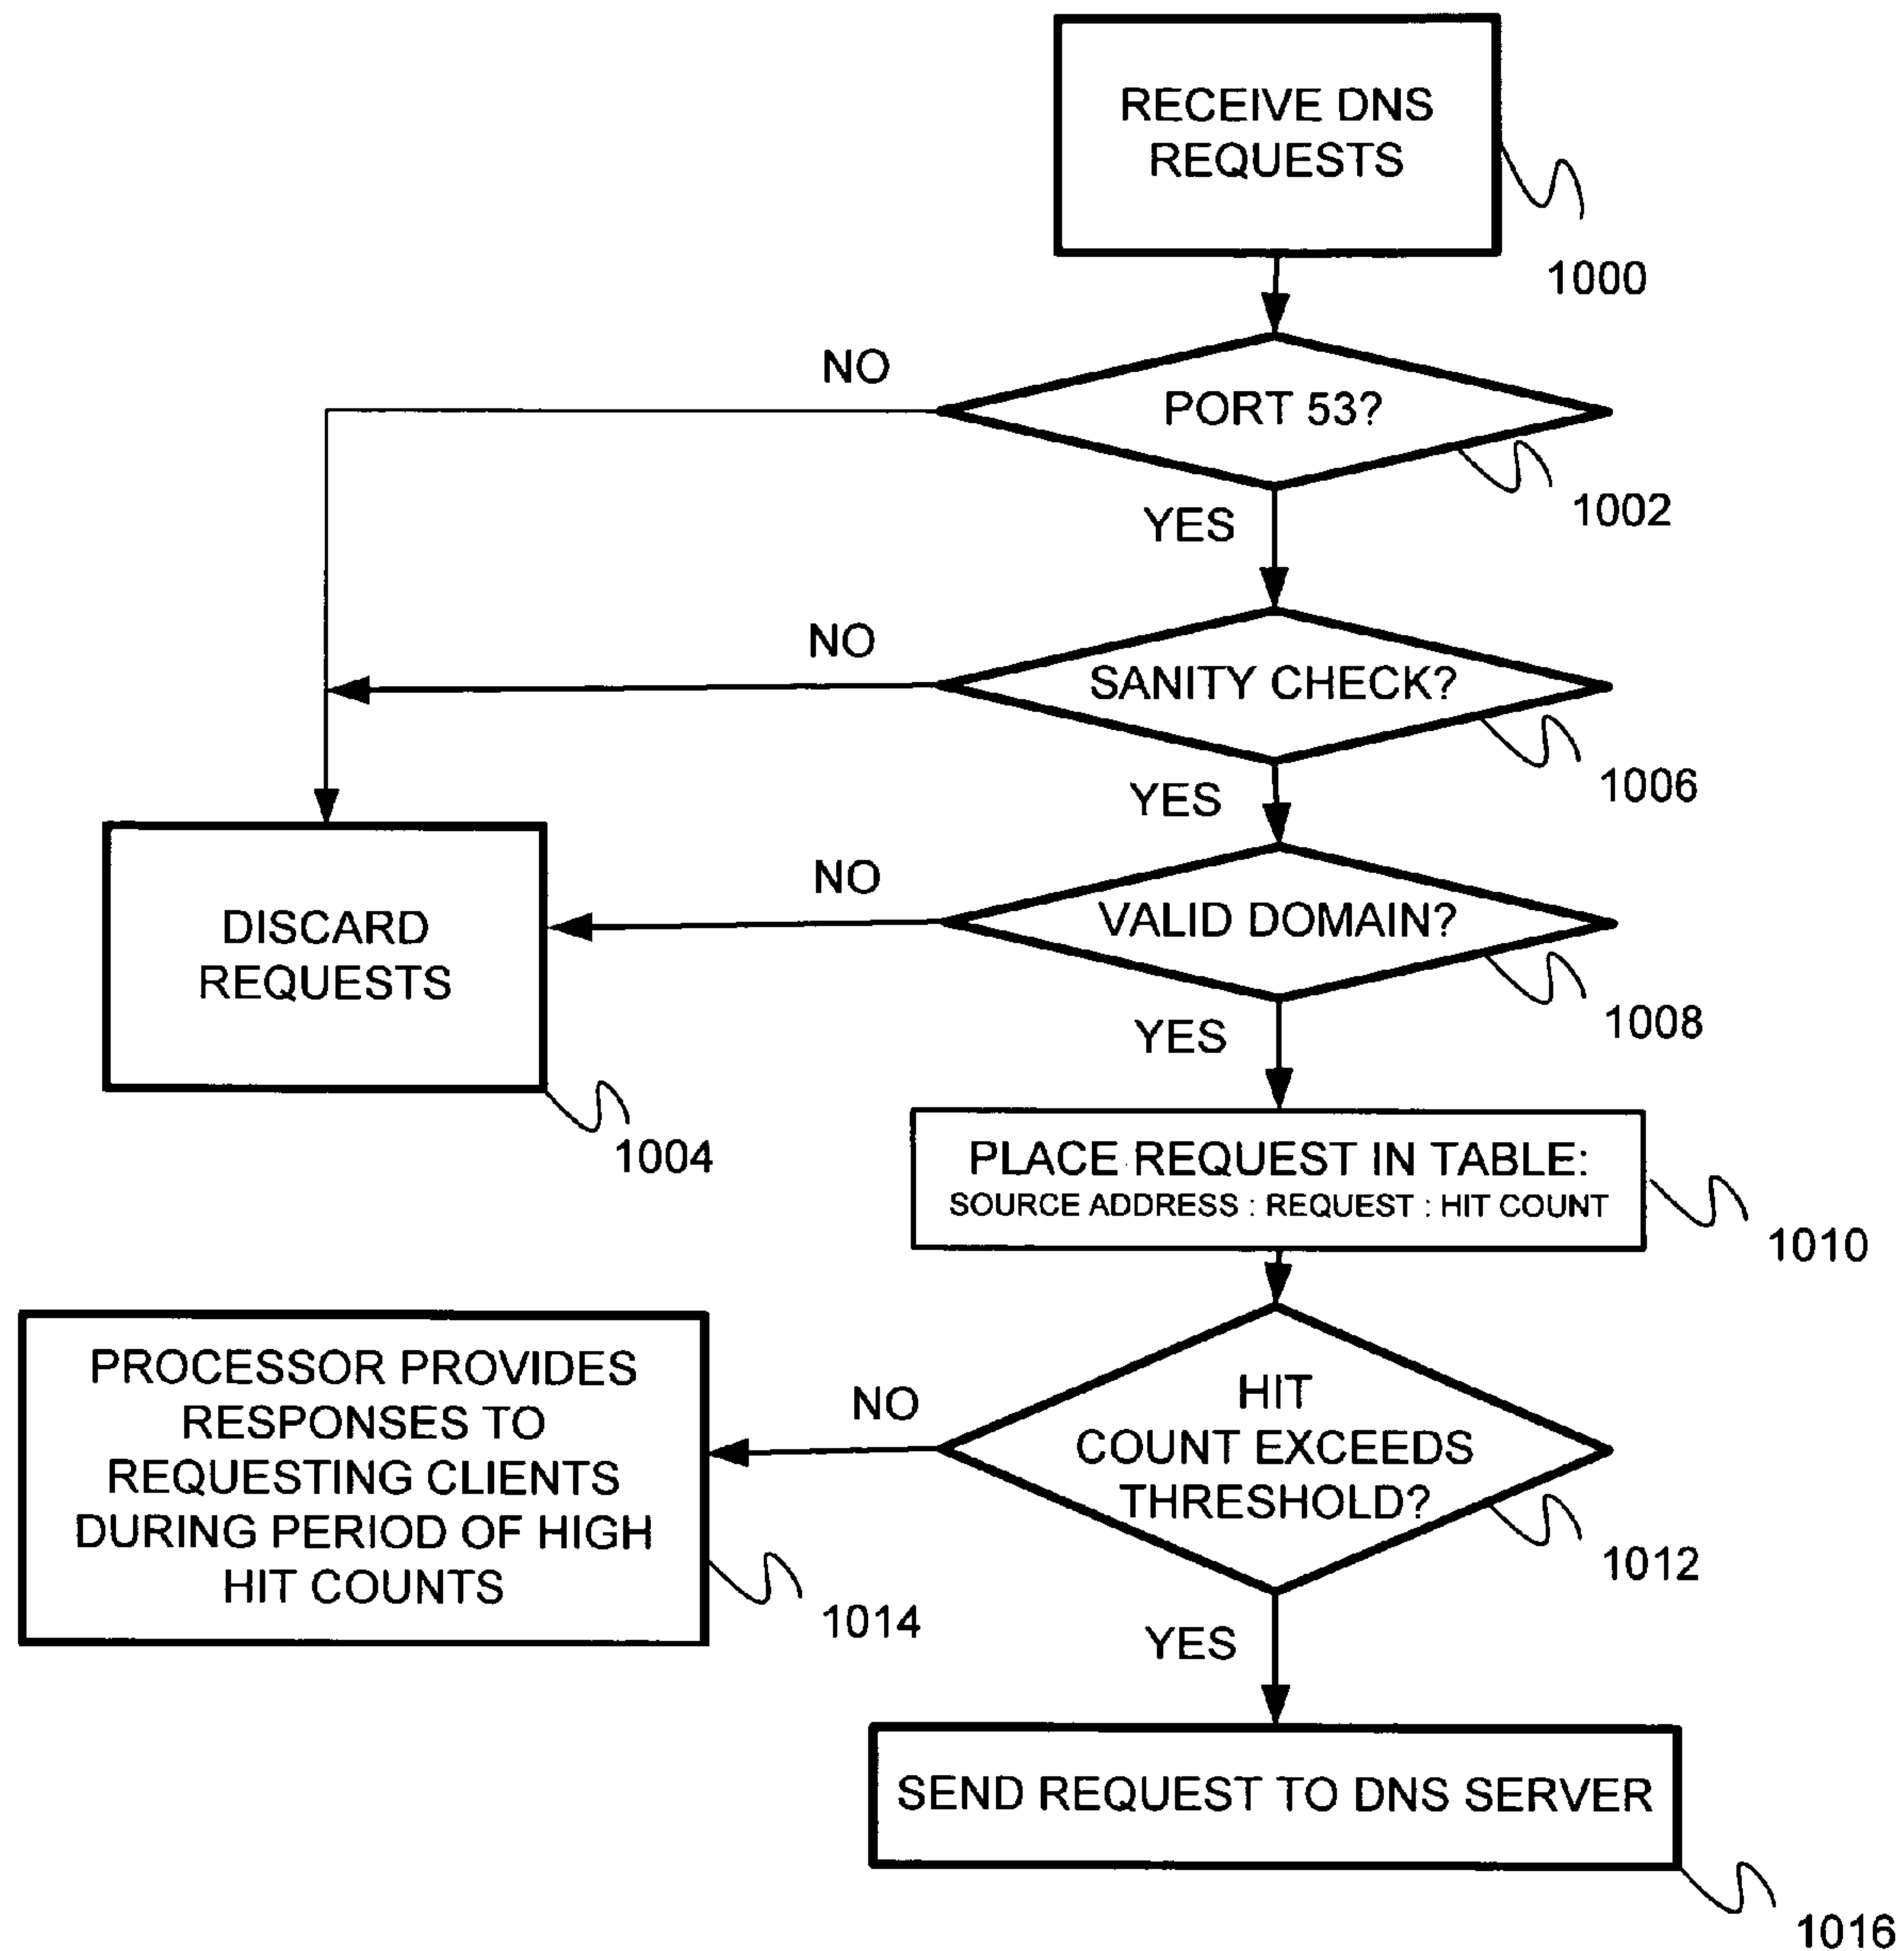 RECEIVE DNS
REQUESTS
1000
NO
PORT 53?
1002
YES
NO
SANITY CHECK?
1006
YES
NO
VALID DOMAIN?
1008
DISCARD
REQUESTS
1004
YES
PLACE REQUEST IN TABLE:
SOURCE ADDRESS : REQUEST : HIT COUNT
1010
PROCESSOR PROVIDES
RESPONSES TO
REQUESTING CLIENTS
DURING PERIOD OF HIGH
HIT COUNTS
1014
NO
HIT
COUNT EXCEEDS
THRESHOLD?
1012
YES
SEND REQUEST TO DNS SERVER
1016